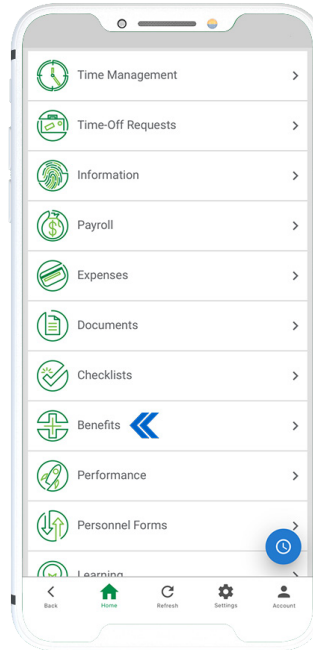 Time Management
Time-Off Requests
Information
Payroll
Expenses
Documents
Checklists
Benefits
Performance
Personnel Forms
Learning
Back
Home
Refresh
Settings
Account